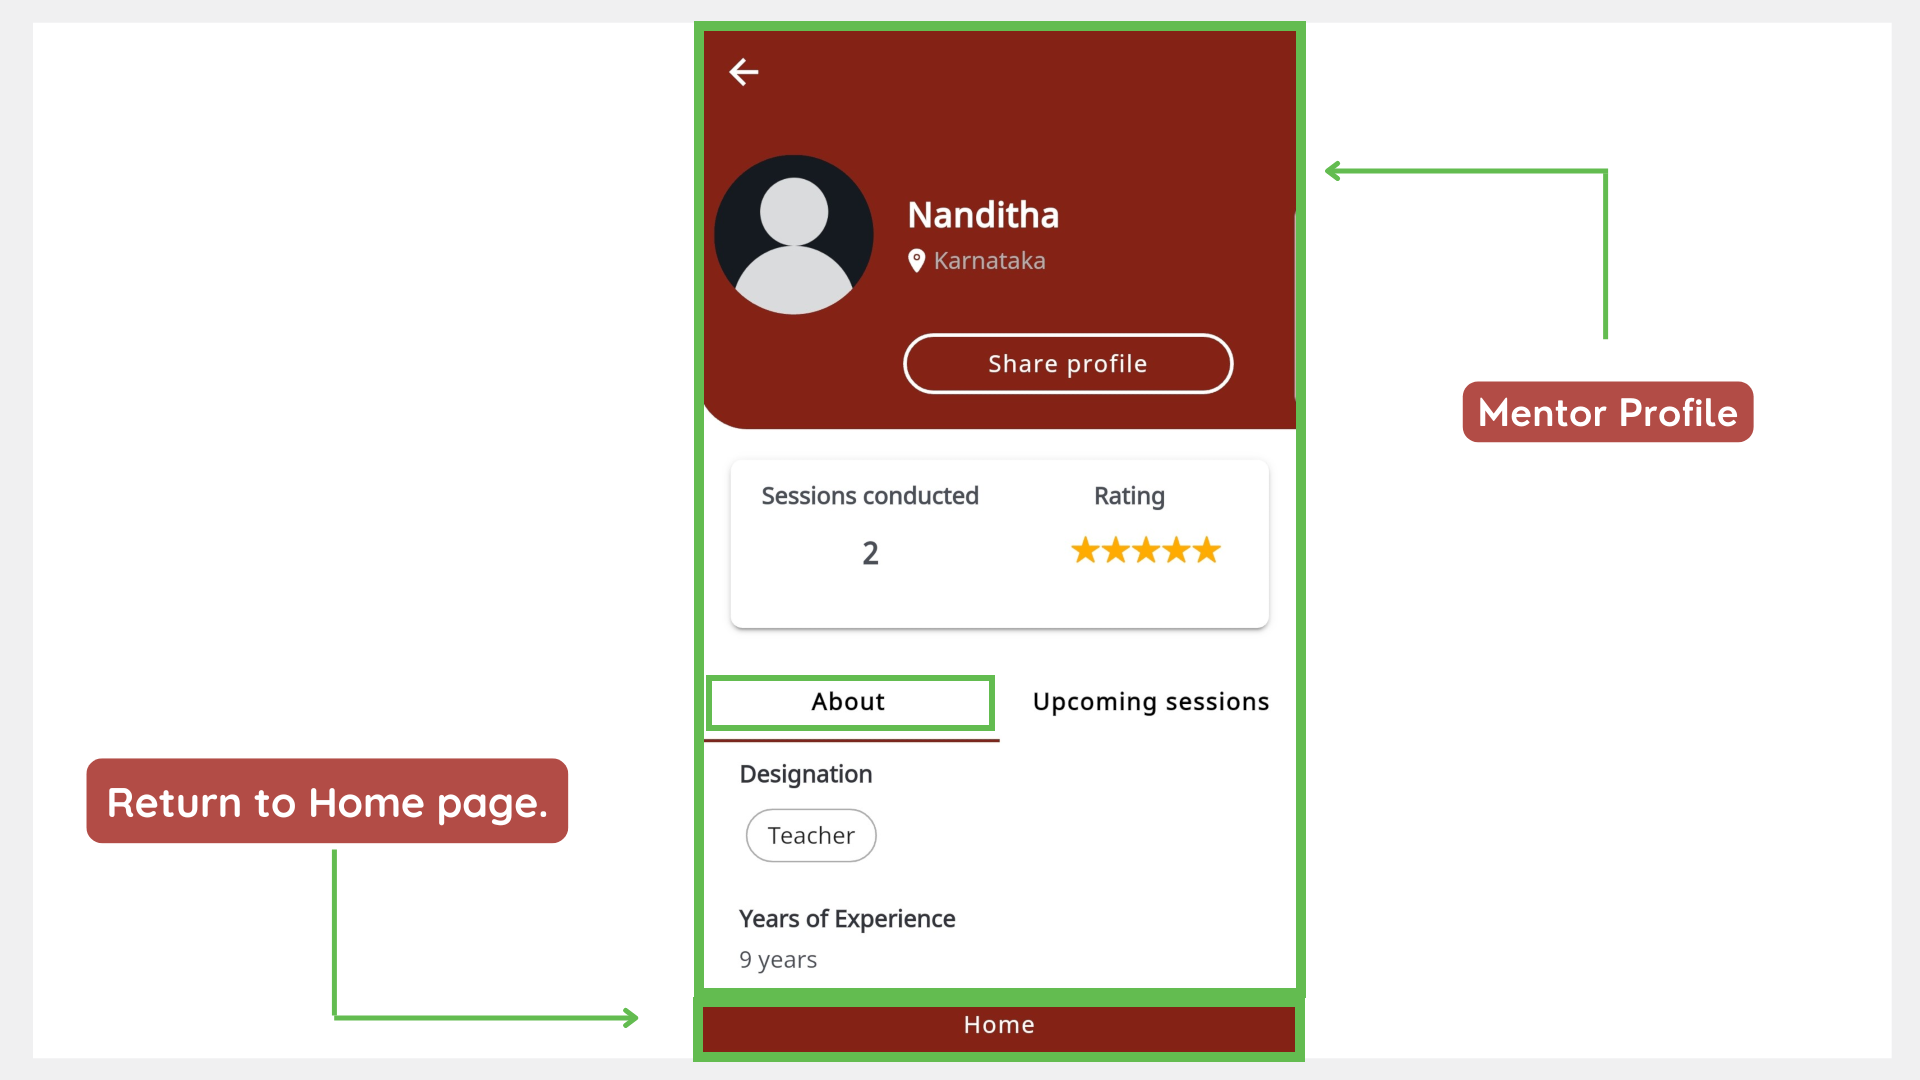 Nanditha
Karnataka
Share profile
Mentor Profile
Sessions conducted
Rating
2
About
Upcoming sessions
Designation
Teacher
Return to Home page.
Years of Experience
9 years
Home